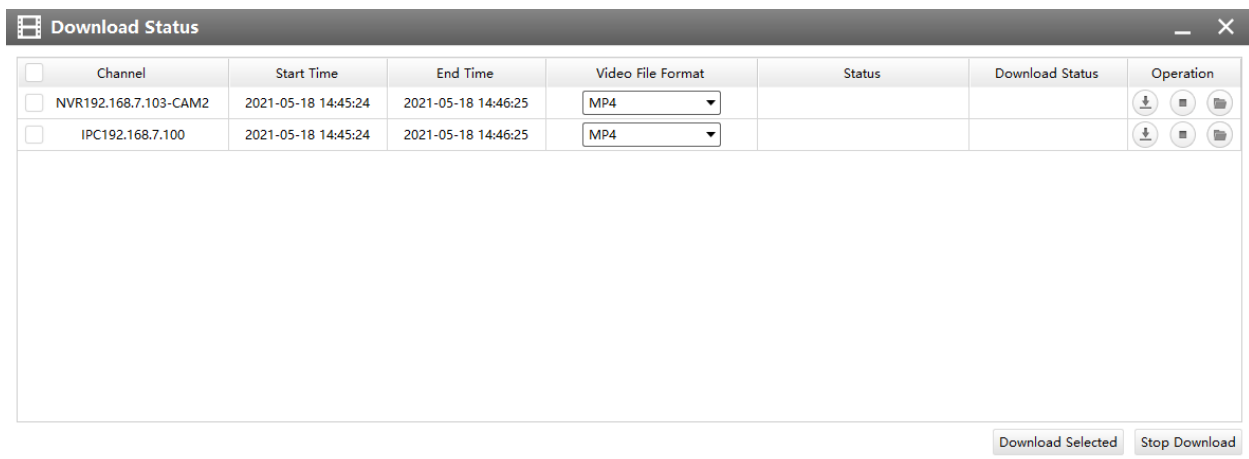 Download Status
Channel Start Time End Time Video File Format Status Download Status Operation
NVR192.168.7.103-CAM2 2021-05-18 14:45:24 2021-05-18 14:46:25 MP4
IPC192.168.7.100 2021-05-18 14:45:24 2021-05-18 14:46:25 MP4
Download Selected Stop Download